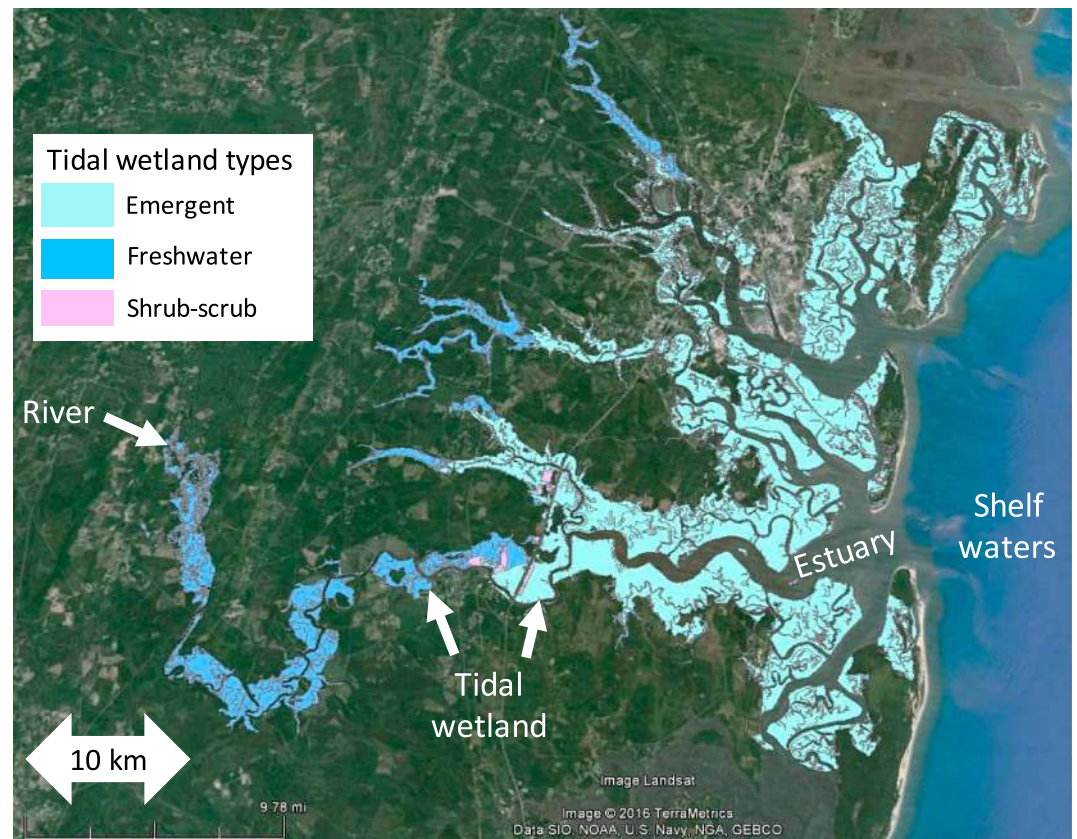 Tidal wetland types
Emergent
Freshwater
Shrub-scrub
River
Shelf
waters
Estuary
Tidal
wetland
10 km
9.78 mi
Image Landsat
Image © 2016 TerraMetrics
Data SIO, NOAA, U.S. Navy, NGA, GEBCO